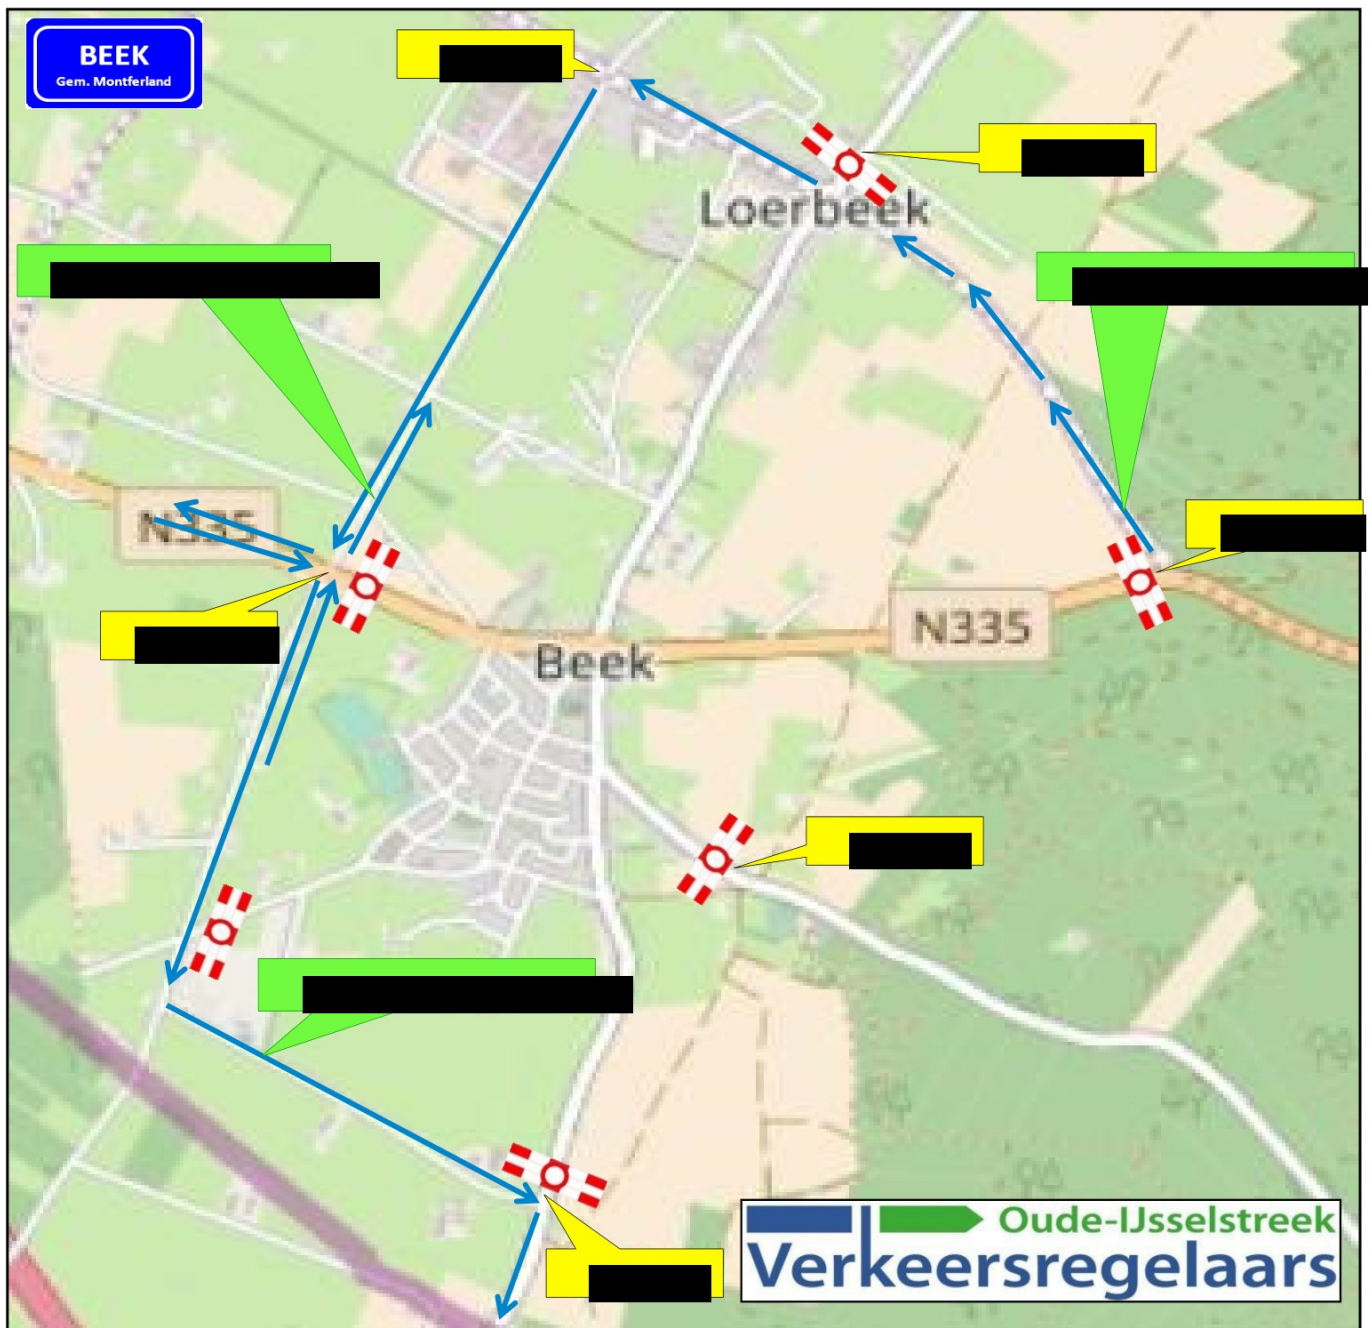 BEEK
Gem. Montferland
Loerbeek
N335
N335
Beek
Oude-IJsselstreek
Verkeersregelaars